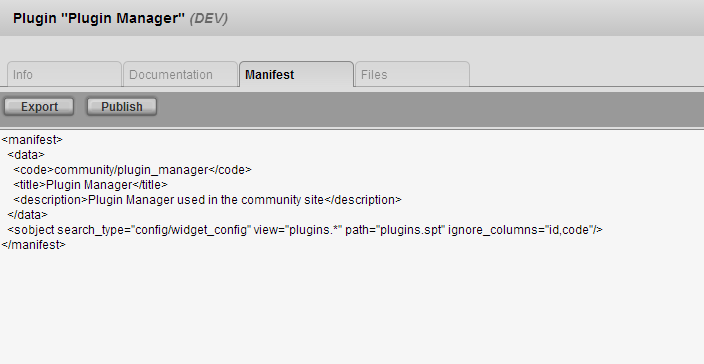 Plugin "Plugin Manager" (DEV)
Info Documentation Manifest Files
Export Publish
<manifest>
<data>
<code>community/plugin_manager</code>
<title>Plugin Manager</title>
<description>Plugin Manager used in the community site</description>
</data>
<sobject search_type="config/widget_config" view="plugins.*" path="plugins.spt" ignore_columns="id,code"/>
</manifest>